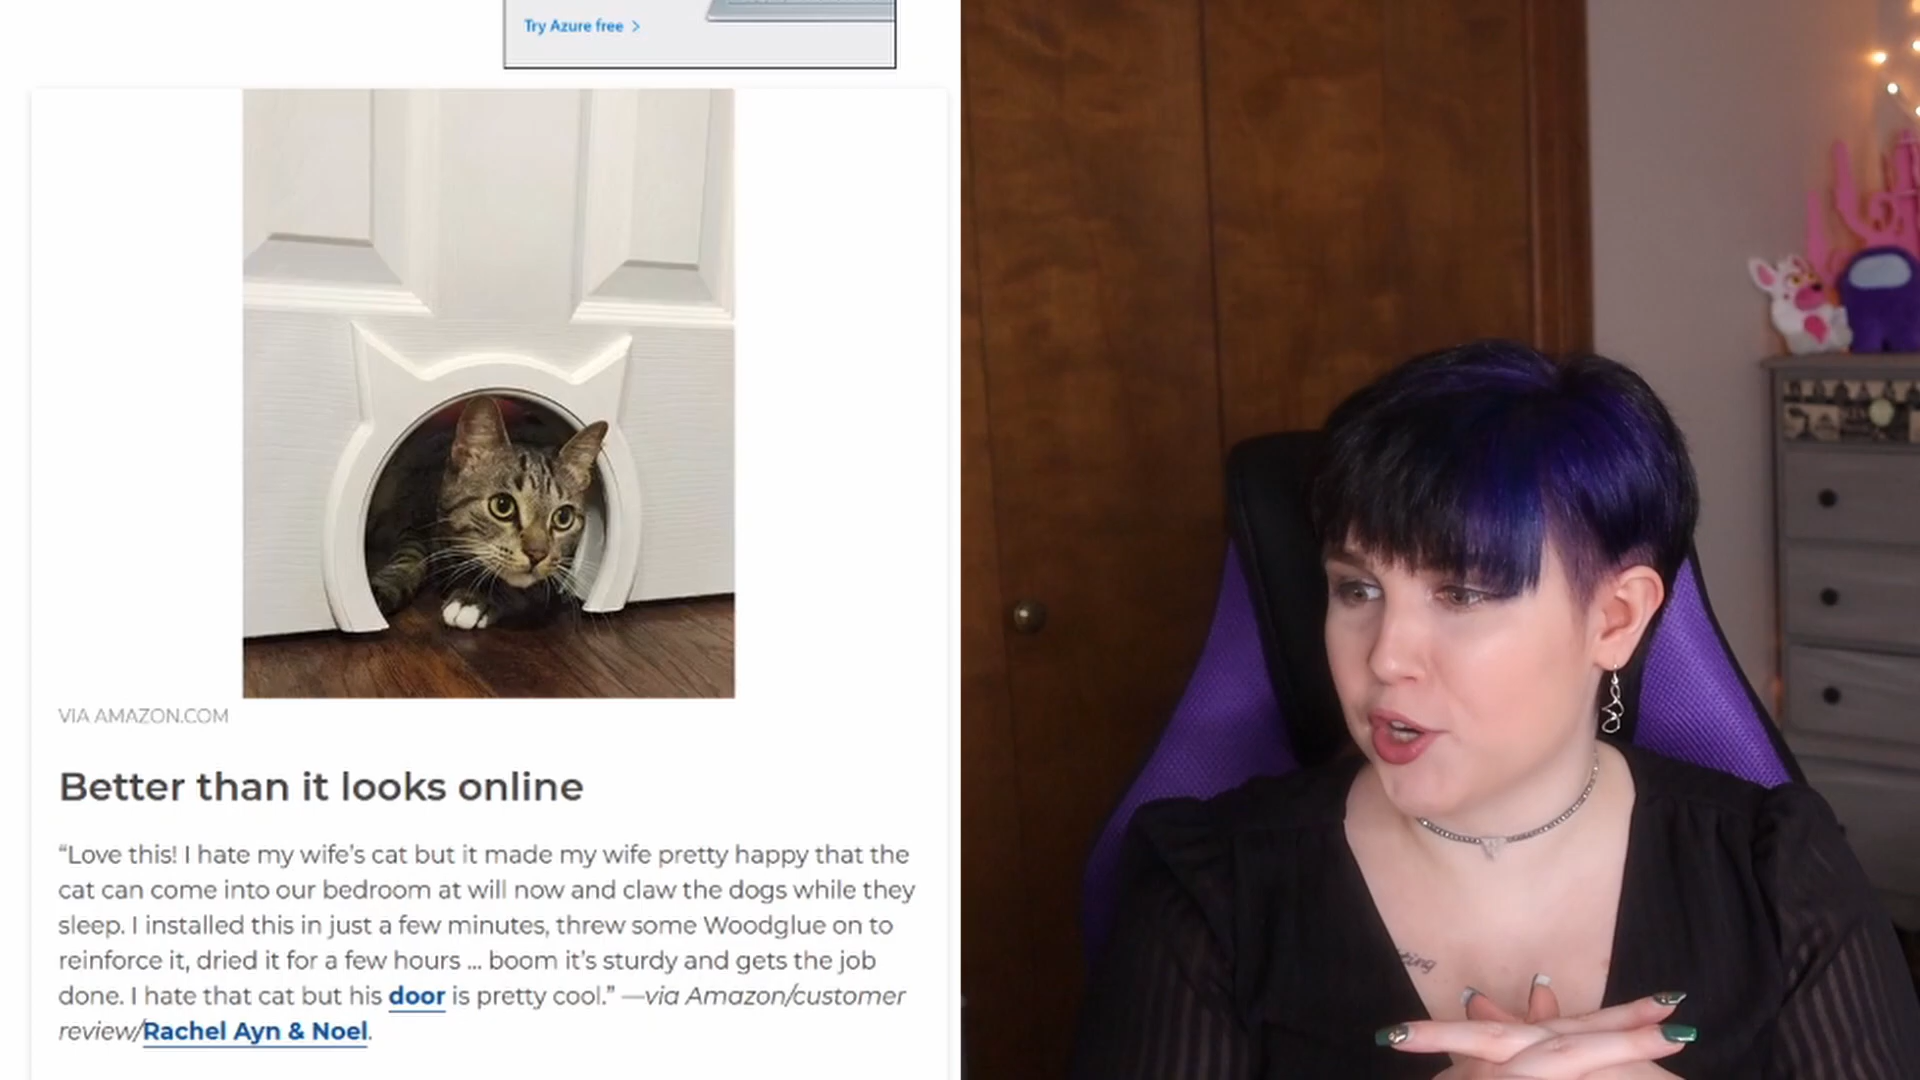 Try Azure free >
VIA AMAZON.COM
Better than it looks online
“Love this! I hate my wife’s cat but it made my wife pretty happy that the
cat can come into our bedroom at will now and claw the dogs while they
sleep. I installed this in just a few minutes, threw some Woodglue on to
reinforce it, dried it for a few hours ... boom it’s sturdy and gets the job
done. I hate that cat but his door is pretty cool.” —via Amazon/customer
review/Rachel Ayn & Noel.